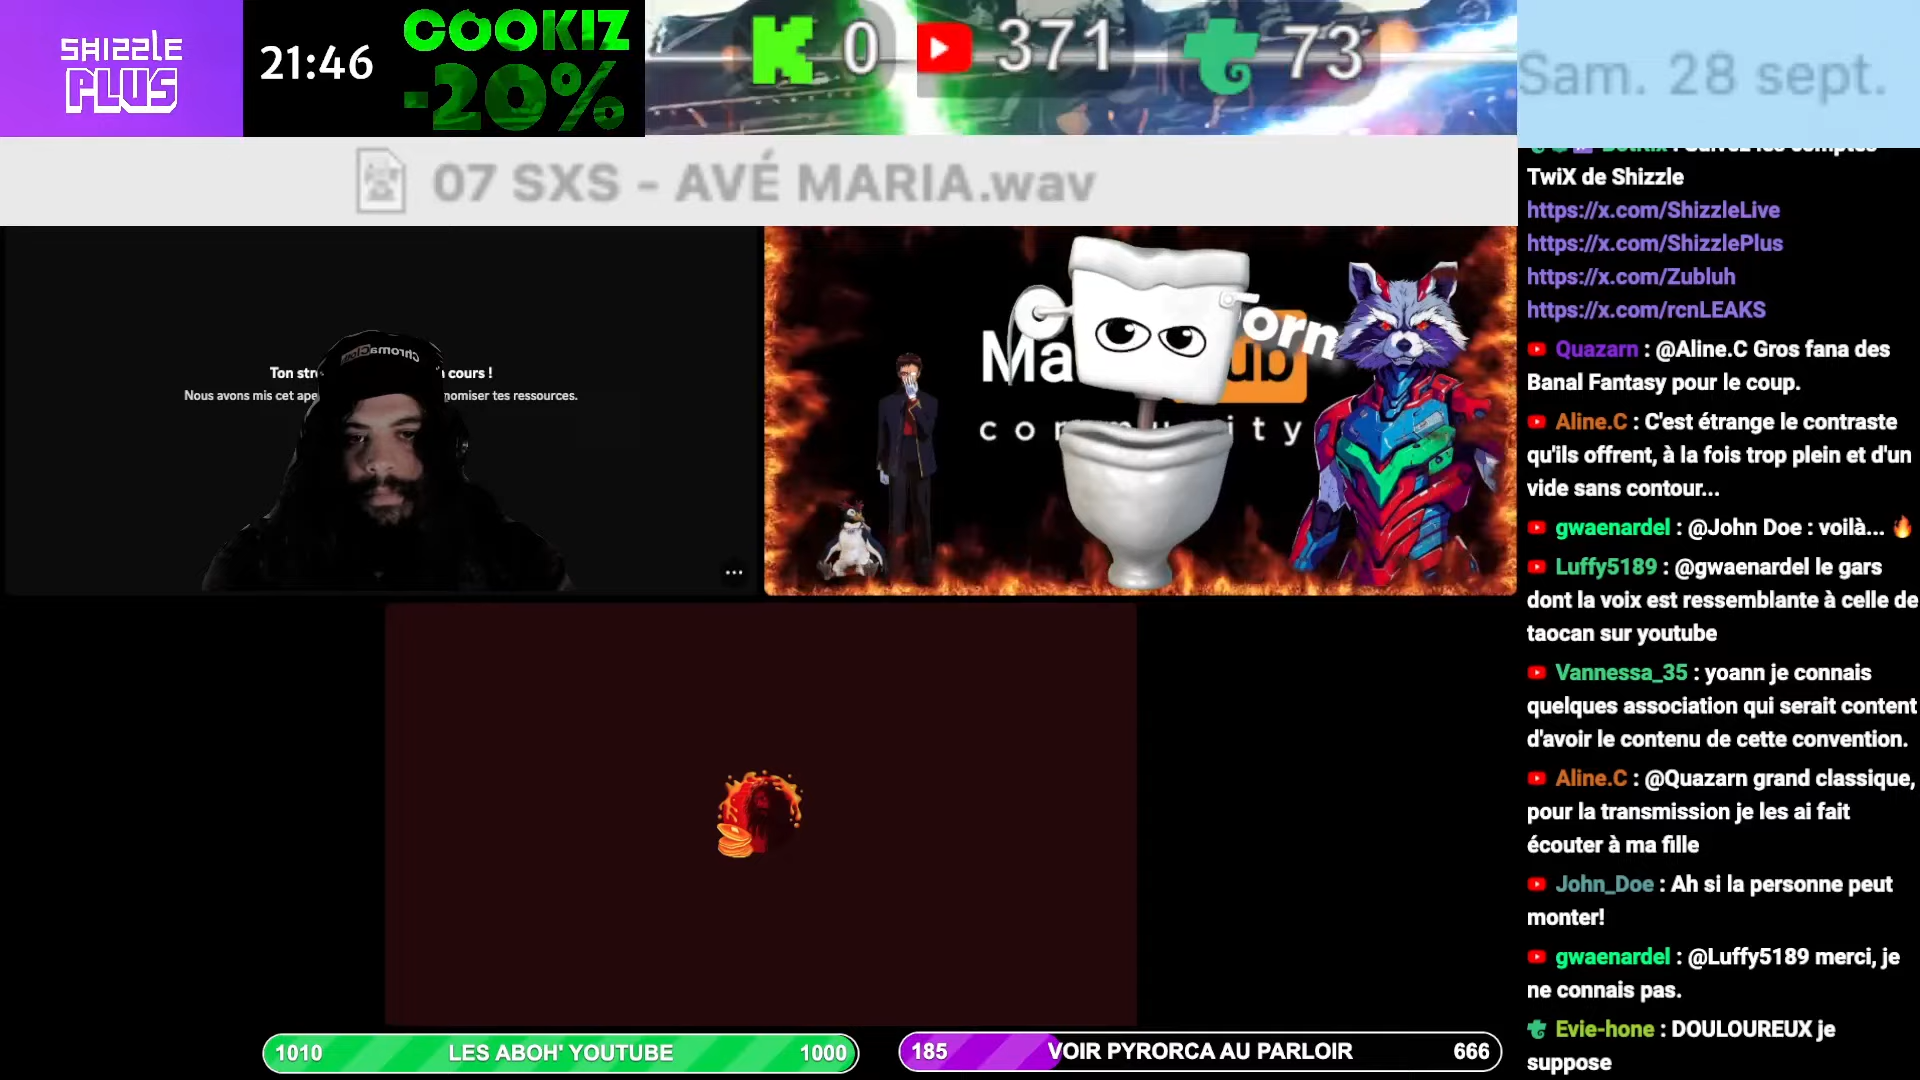 SHIZZLE
PLUS
21:46
COOKIZ
-20%
0
371
73
Sam. 28 sept.
07 SXS - AVÉ MARIA.wav
TwiX de Shizzle
https://x.com/ShizzleLive
https://x.com/ShizzlePlus
https://x.com/Zubluh
https://x.com/rcnLEAKS
Quazarn : @Aline.C Gros fana des
Banal Fantasy pour le coup.
Aline.C : C'est étrange le contraste
qu'ils offrent, à la fois trop plein et d'un
vide sans contour...
gwaenardel : @John Doe : voilà... 🔥
Luffy5189 : @gwaenardel le gars
dont la voix est ressemblante à celle de
taocan sur youtube
Vannessa_35 : yoann je connais
quelques association qui serait content
d'avoir le contenu de cette convention.
Aline.C : @Quazarn grand classique,
pour la transmission je les ai fait
écouter à ma fille
John_Doe : Ah si la personne peut
monter!
gwaenardel : @Luffy5189 merci, je
ne connais pas.
Evie-hone : DOULOUREUX je
suppose
Ton cours !
Nous avons mis cet tes ressources.
1010 LES ABOH' YOUTUBE 1000
185 VOIR PYRORCA AU PARLOIR 666